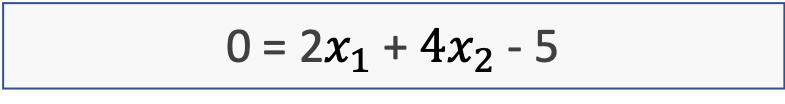 0 = 2𝑥₁ + 4𝑥₂ - 5